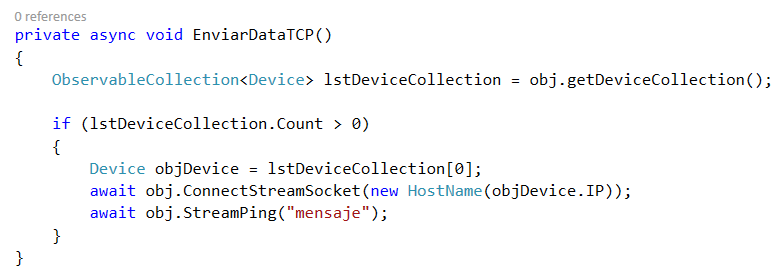 0 references
private async void EnviarDataTCP()
{
    ObservableCollection<Device> lstDeviceCollection = obj.getDeviceCollection();

    if (lstDeviceCollection.Count > 0)
    {
        Device objDevice = lstDeviceCollection[0];
        await obj.ConnectStreamSocket(new HostName(objDevice.IP));
        await obj.StreamPing("mensaje");
    }
}